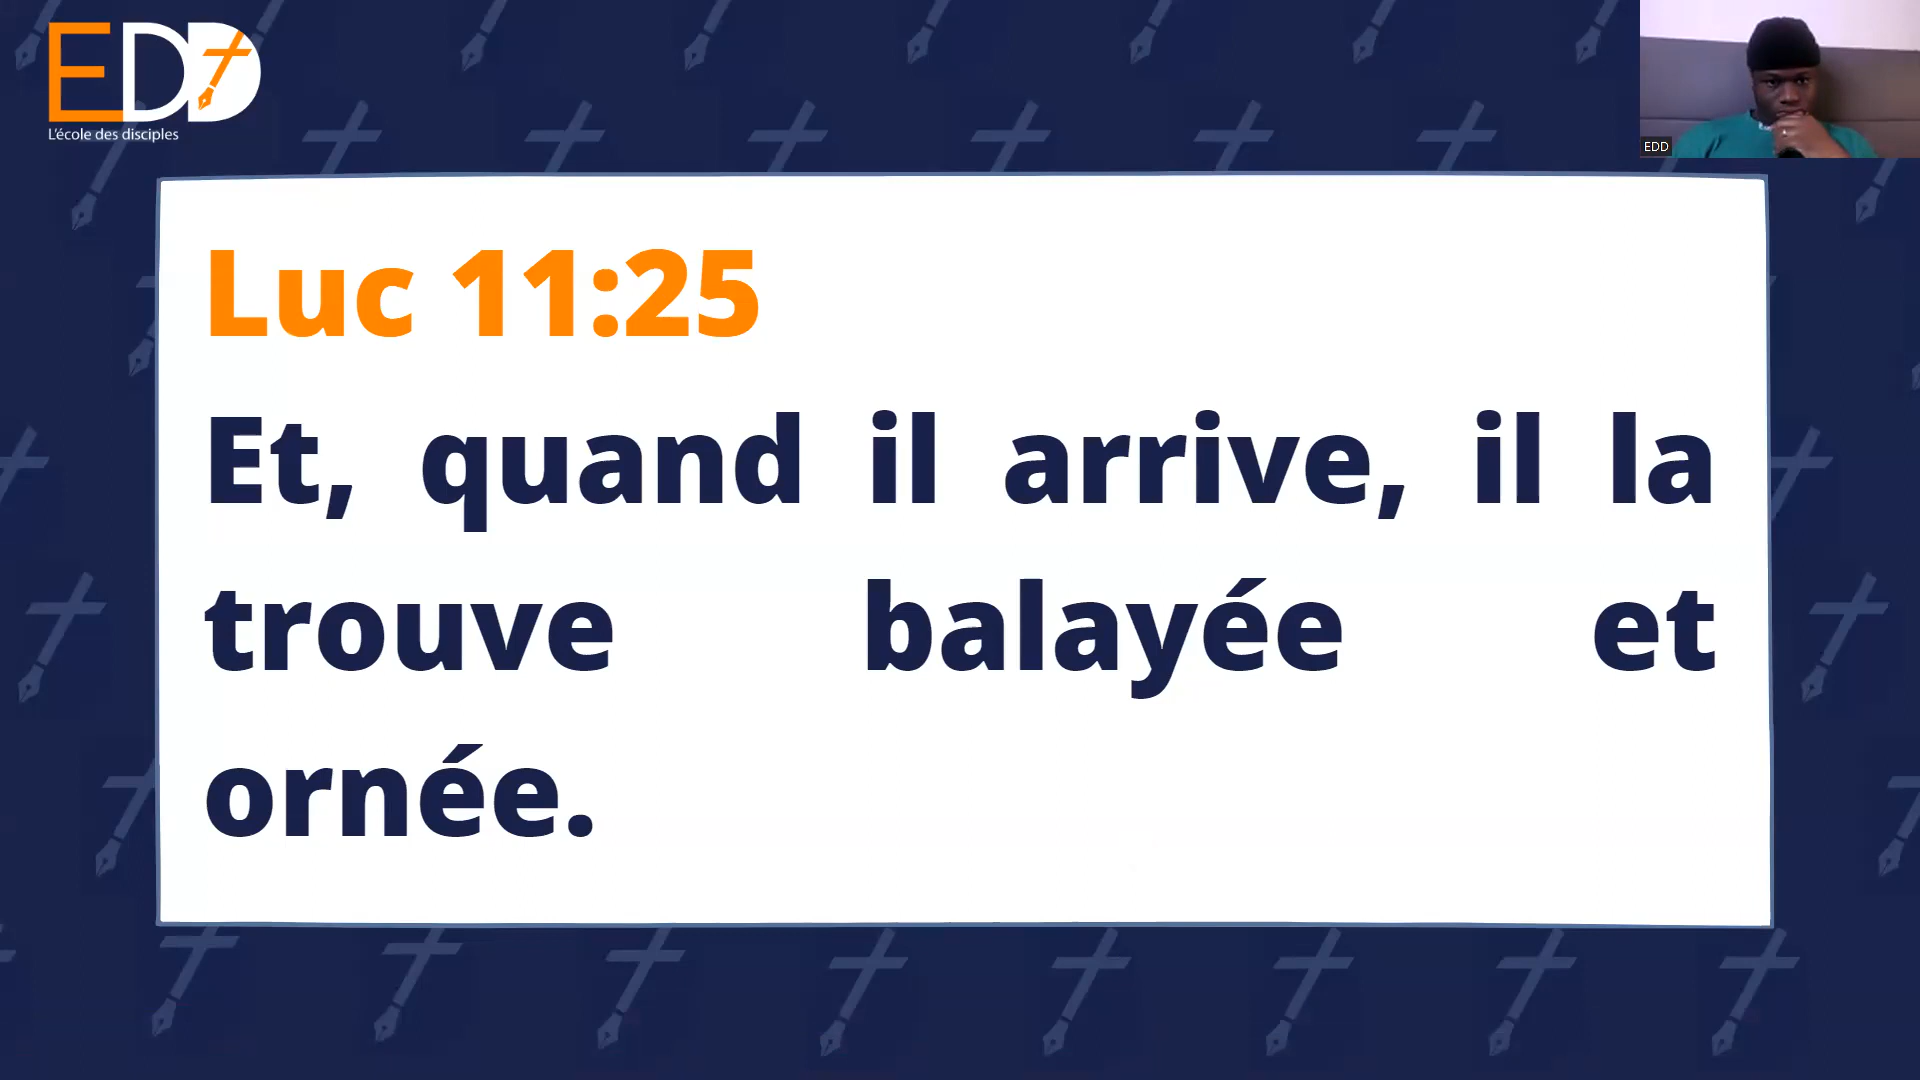 EDD
L'école des disciples
EDD
Luc 11:25
Et, quand il arrive, il la
trouve balayée et
ornée.